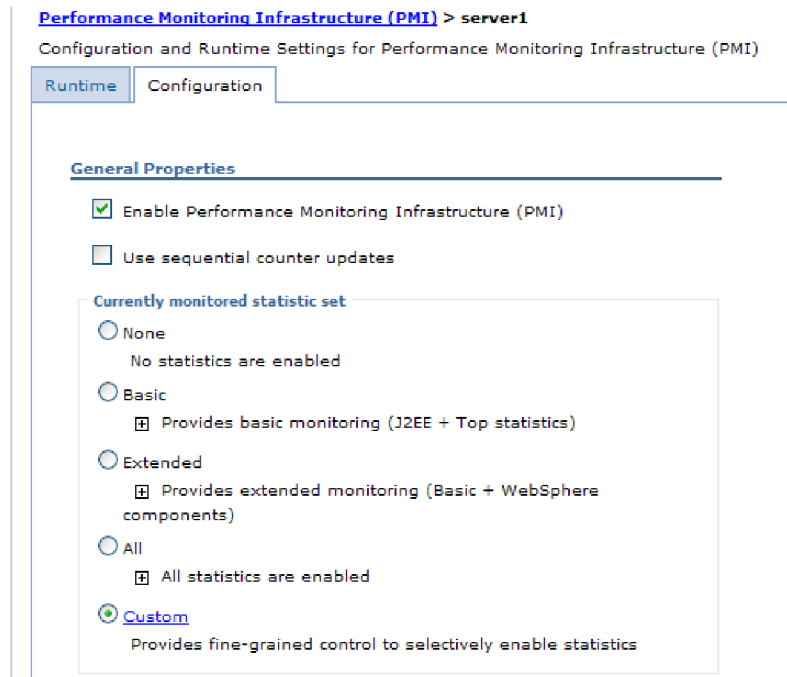 Performance Monitoring Infrastructure (PMI) > server1
Configuration and Runtime Settings for Performance Monitoring Infrastructure (PMI)
Runtime
Configuration
General Properties
Enable Performance Monitoring Infrastructure (PMI)
Use sequential counter updates
Currently monitored statistic set
None
No statistics are enabled
Basic
Provides basic monitoring (J2EE + Top statistics)
Extended
Provides extended monitoring (Basic + WebSphere
components)
All
All statistics are enabled
Custom
Provides fine-grained control to selectively enable statistics